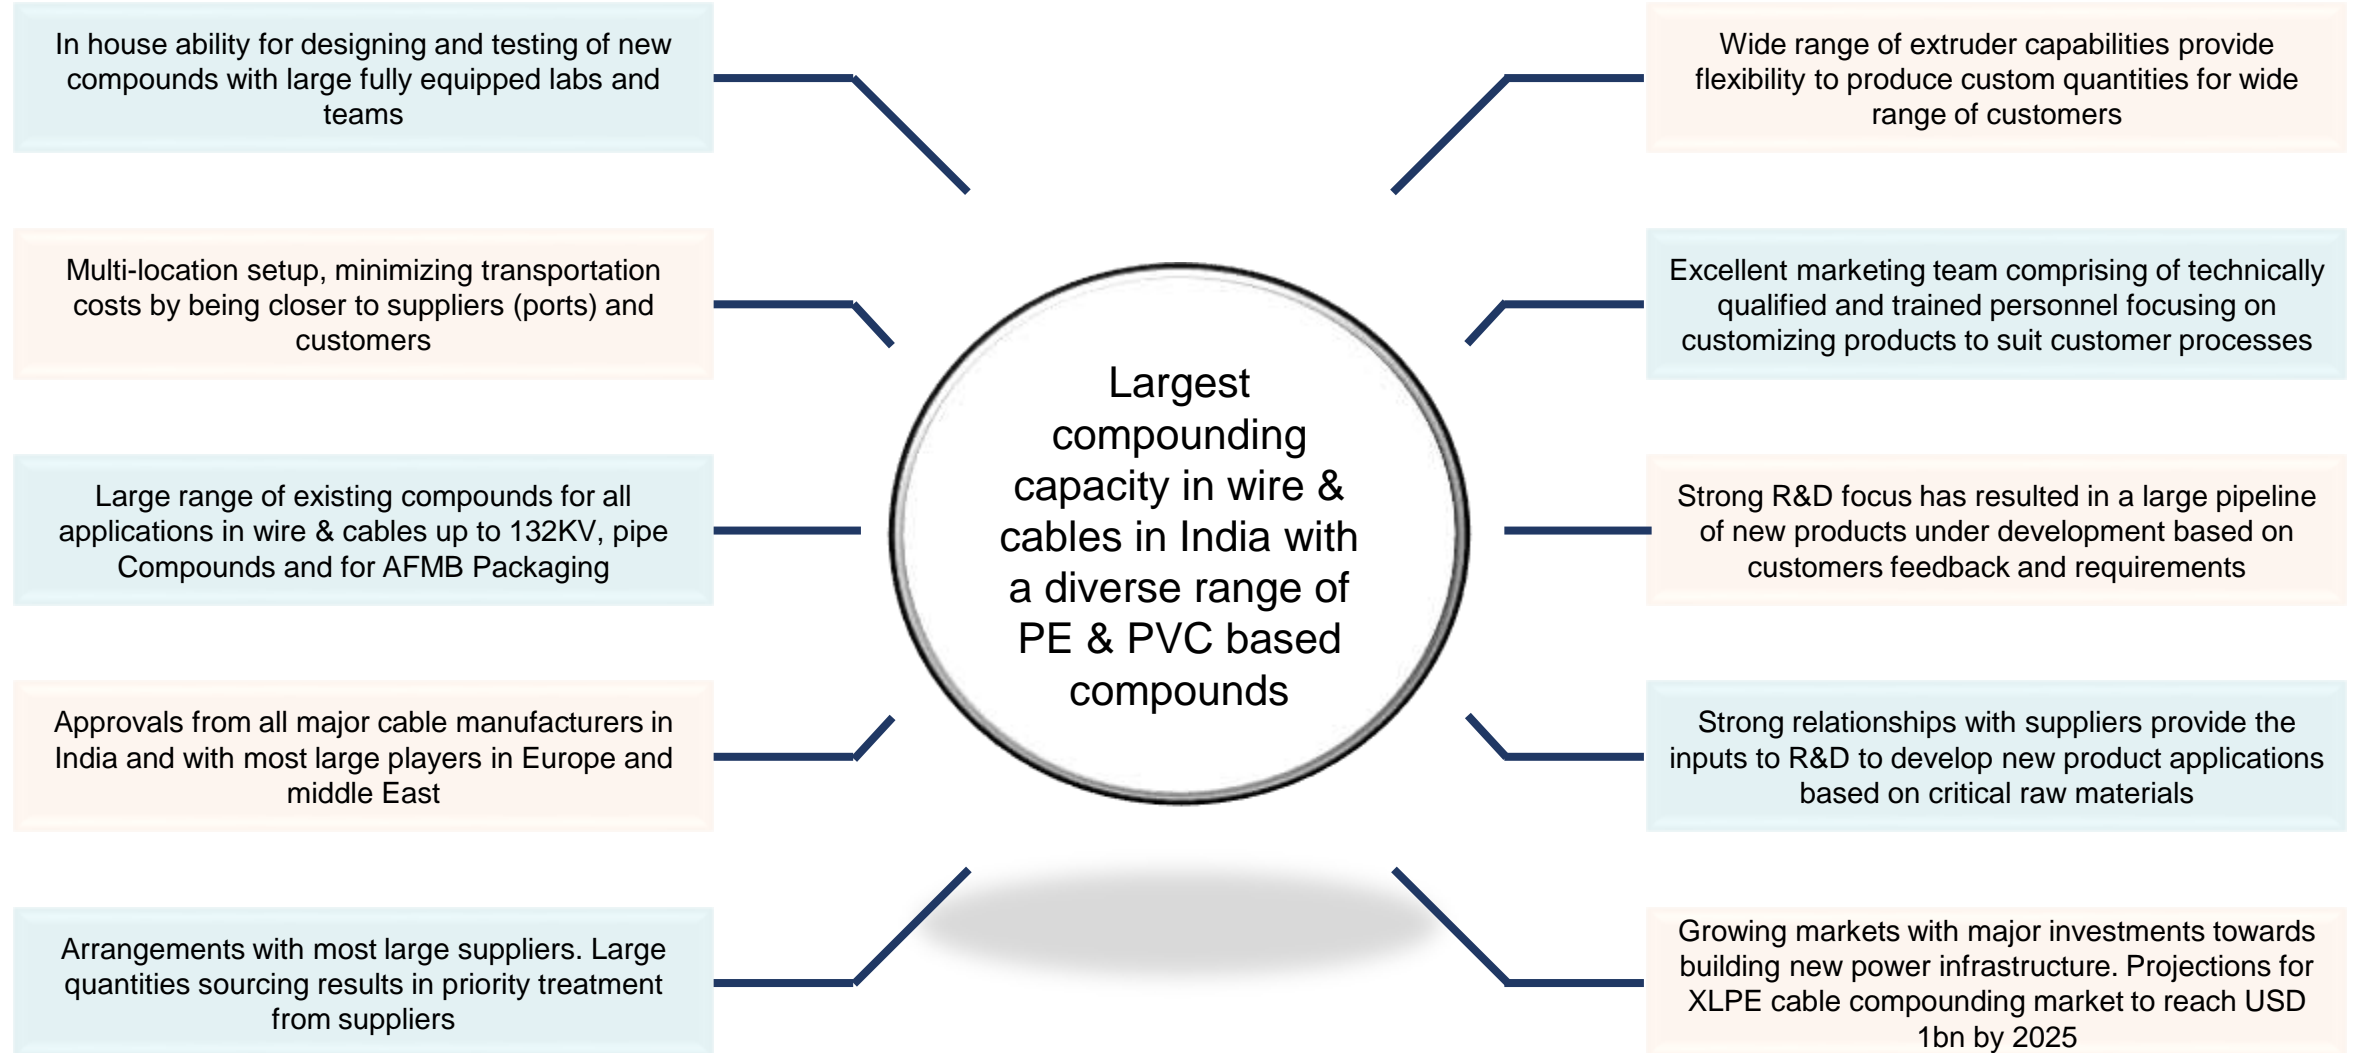 In house ability for designing and testing of new
compounds with large fully equipped labs and
teams
Multi-location setup, minimizing transportation
costs by being closer to suppliers (ports) and
customers
Large range of existing compounds for all
applications in wire & cables up to 132KV, pipe
Compounds and for AFMB Packaging
Approvals from all major cable manufacturers in
India and with most large players in Europe and
middle East
Arrangements with most large suppliers. Large
quantities sourcing results in priority treatment
from suppliers
Largest
compounding
capacity in wire &
cables in India with
a diverse range of
PE & PVC based
compounds
Wide range of extruder capabilities provide
flexibility to produce custom quantities for wide
range of customers
Excellent marketing team comprising of technically
qualified and trained personnel focusing on
customizing products to suit customer processes
Strong R&D focus has resulted in a large pipeline
of new products under development based on
customers feedback and requirements
Strong relationships with suppliers provide the
inputs to R&D to develop new product applications
based on critical raw materials
Growing markets with major investments towards
building new power infrastructure. Projections for
XLPE cable compounding market to reach USD
1bn by 2025